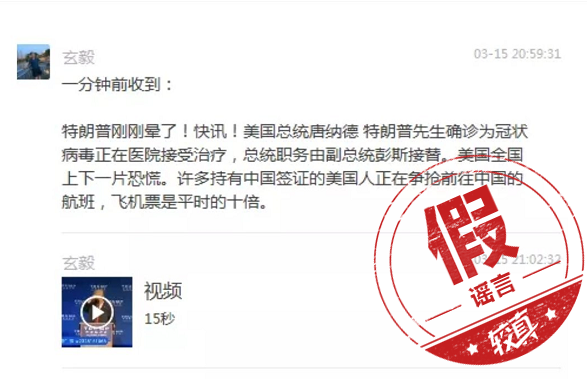 玄毅
03-15 20:59:31
一分钟前收到：
特朗普刚刚晕了！快讯！美国总统唐纳德 特朗普先生确诊为冠状
病毒正在医院接受治疗，总统职务由副总统彭斯接替。美国全国
上下一片恐慌。许多持有中国签证的美国人正在争抢前往中国的
航班，飞机票是平时的十倍。
玄毅
03-15 21:02:32
视频
15秒
假
谣言
较真